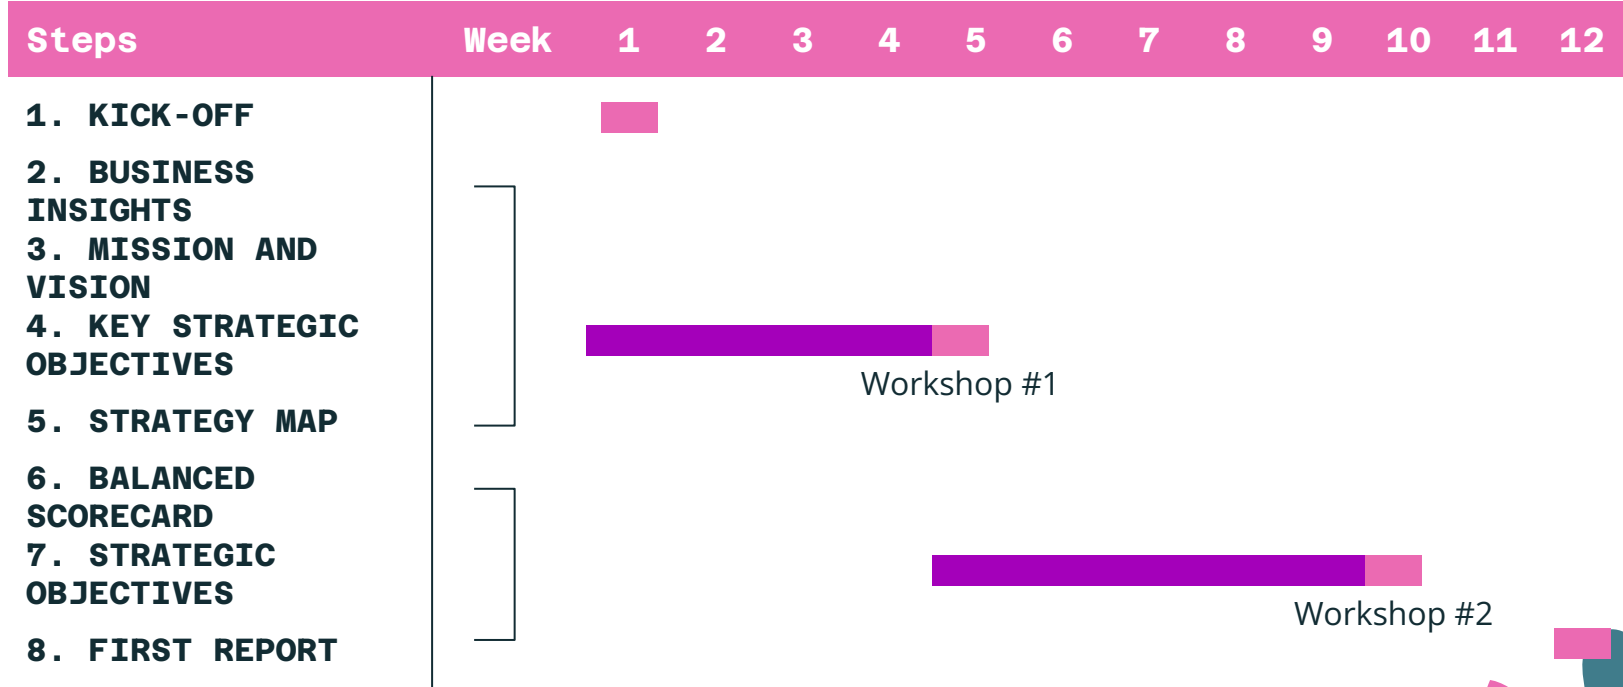 Steps Week 1 2 3 4 5 6 7 8 9 10 11 12
1. KICK-OFF
2. BUSINESS
INSIGHTS
3. MISSION AND
VISION
4. KEY STRATEGIC
OBJECTIVES
Workshop #1
5. STRATEGY MAP
6. BALANCED
SCORECARD
7. STRATEGIC
OBJECTIVES
Workshop #2
8. FIRST REPORT